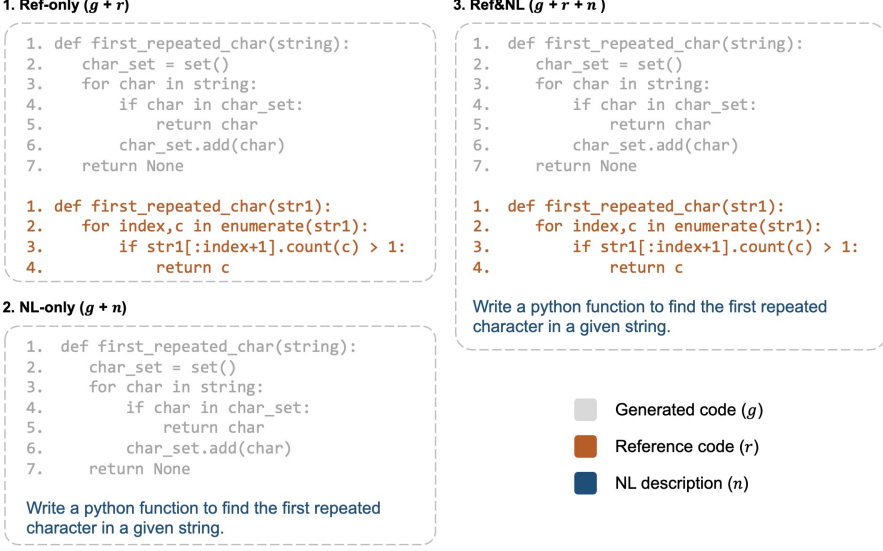 1. Ref-only (g + r)
1. def first_repeated_char(string):
2. char_set = set()
3. for char in string:
4. if char in char_set:
5. return char
6. char_set.add(char)
7. return None
1. def first_repeated_char(str1):
2. for index,c in enumerate(str1):
3. if str1[:index+1].count(c) > 1:
4. return c
2. NL-only (g + n)
1. def first_repeated_char(string):
2. char_set = set()
3. for char in string:
4. if char in char_set:
5. return char
6. char_set.add(char)
7. return None
Write a python function to find the first repeated
character in a given string.
3. Ref&NL (g + r + n )
1. def first_repeated_char(string):
2. char_set = set()
3. for char in string:
4. if char in char_set:
5. return char
6. char_set.add(char)
7. return None
1. def first_repeated_char(str1):
2. for index,c in enumerate(str1):
3. if str1[:index+1].count(c) > 1:
4. return c
Write a python function to find the first repeated
character in a given string.
Generated code (g)
Reference code (r)
NL description (n)